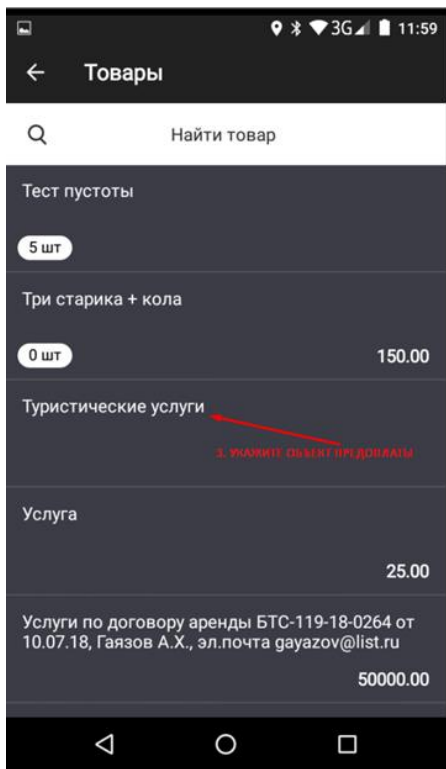 3G 11:59
Товары
Найти товар
Тест пустоты
5 шт
Три старика + кола
0 шт 150.00
Туристические услуги
3. УКАЖИТЕ ОБЪЕКТ ПРЕДОПЛАТЫ
Услуга
25.00
Услуги по договору аренды БТС-119-18-0264 от
10.07.18, Гаязов А.Х., эл.почта gayazov@list.ru
50000.00